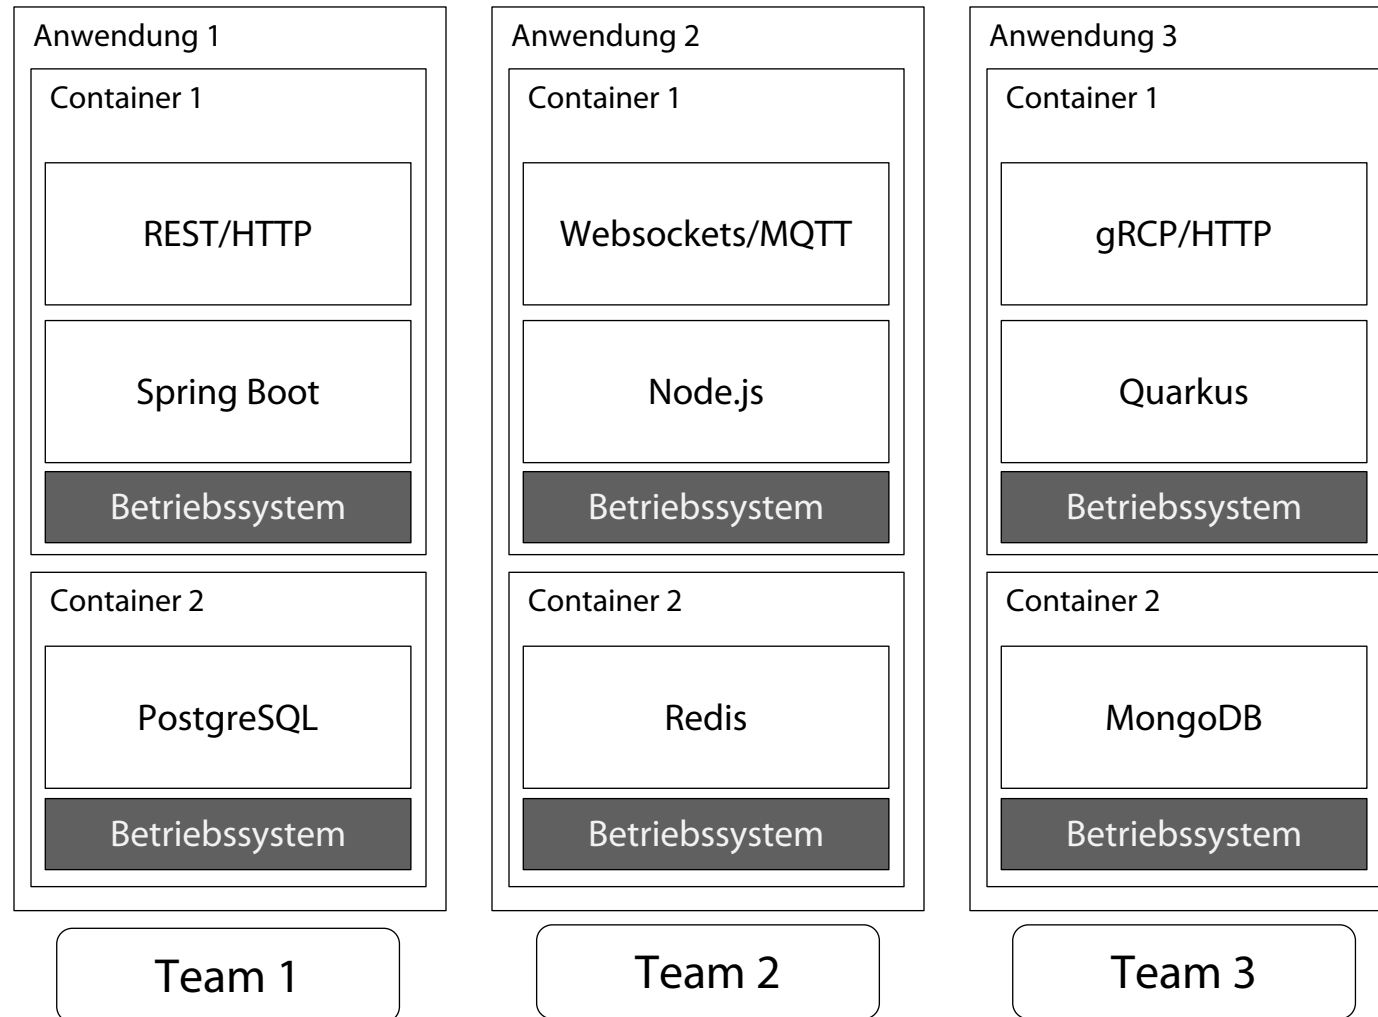 Anwendung 1
Container 1
REST/HTTP
Spring Boot
Betriebssystem
Container 2
PostgreSQL
Betriebssystem
Team 1
Anwendung 2
Container 1
Websockets/MQTT
Node.js
Betriebssystem
Container 2
Redis
Betriebssystem
Team 2
Anwendung 3
Container 1
gRCP/HTTP
Quarkus
Betriebssystem
Container 2
MongoDB
Betriebssystem
Team 3